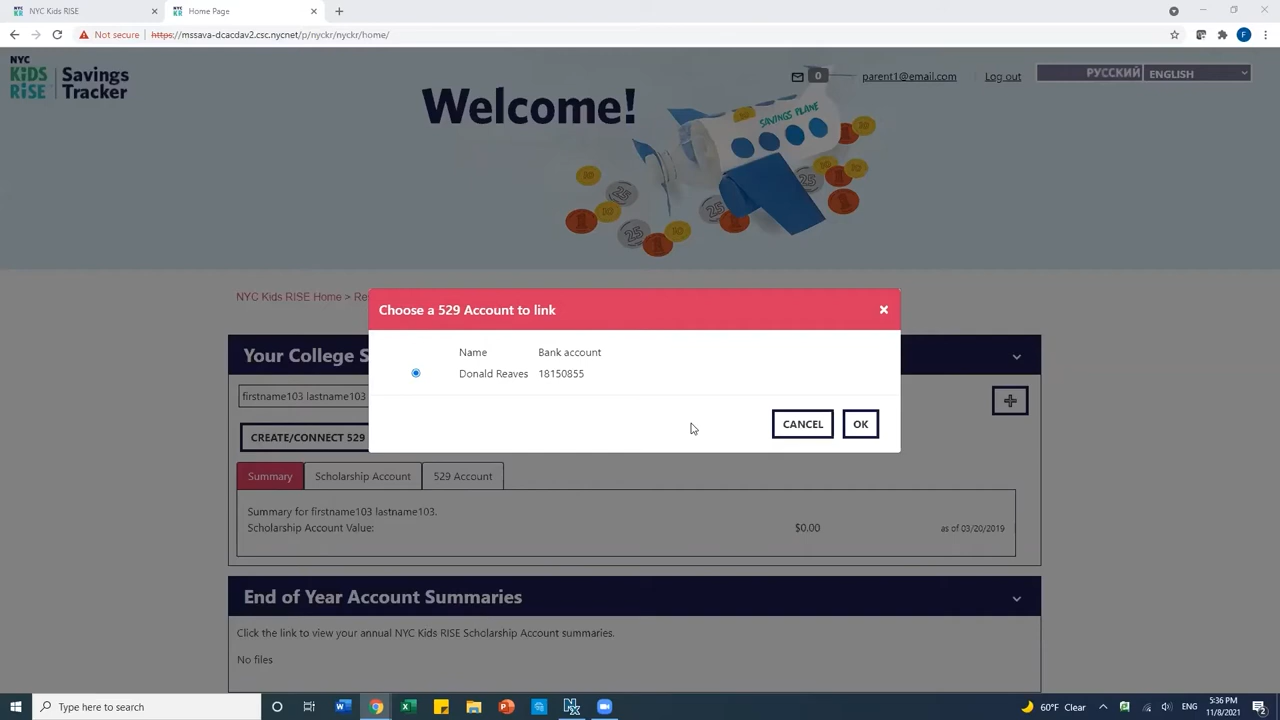 NYC Kids RISE
Home Page
Not secure
https://mssava-dcacdav2.csc.nycnet/p/nyckr/nyckr/home/
F
NYC
KiDS
RiSE
Savings
Tracker
Welcome!
SAVINGS PLANE
0
parent1@email.com
Log out
РУССКИЙ
ENGLISH
NYC Kids RISE Home > Re
Choose a 529 Account to link
Name Bank account
Donald Reaves 18150855
CANCEL OK
Your College S
firstname103 lastname103
CREATE/CONNECT 529
Summary Scholarship Account 529 Account
Summary for firstname103 lastname103.
Scholarship Account Value: $0.00 as of 03/20/2019
End of Year Account Summaries
Click the link to view your annual NYC Kids RISE Scholarship Account summaries.
No files
Type here to search
60°F Clear
5:36 PM
11/8/2021
2